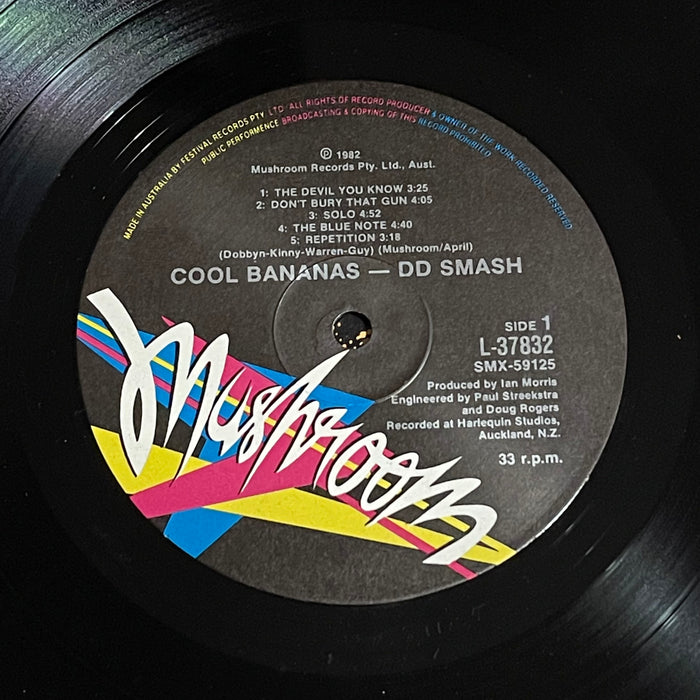 MADE IN AUSTRALIA BY FESTIVAL RECORDS PTY. LTD. ALL RIGHTS OF RECORD PRODUCER & OWNER OF THE WORK RECORDED RESERVED
PUBLIC PERFORMENCE BROADCASTING & COPYING OF THIS RECORD PROHIBITED
℗ 1982
Mushroom Records Pty. Ltd., Aust.
1: THE DEVIL YOU KNOW 3:25
2: DON'T BURY THAT GUN 4:05
3: SOLO 4:52
4: THE BLUE NOTE 4:40
5: REPETITION 3:18
(Dobbyn-Kinny-Warren-Guy) (Mushroom/April)
COOL BANANAS — DD SMASH
SIDE 1
L-37832
SMX-59125
Produced by Ian Morris
Engineered by Paul Streekstra
and Doug Rogers
Recorded at Harlequin Studios,
Auckland, N.Z.
33 r.p.m.
Mushroom